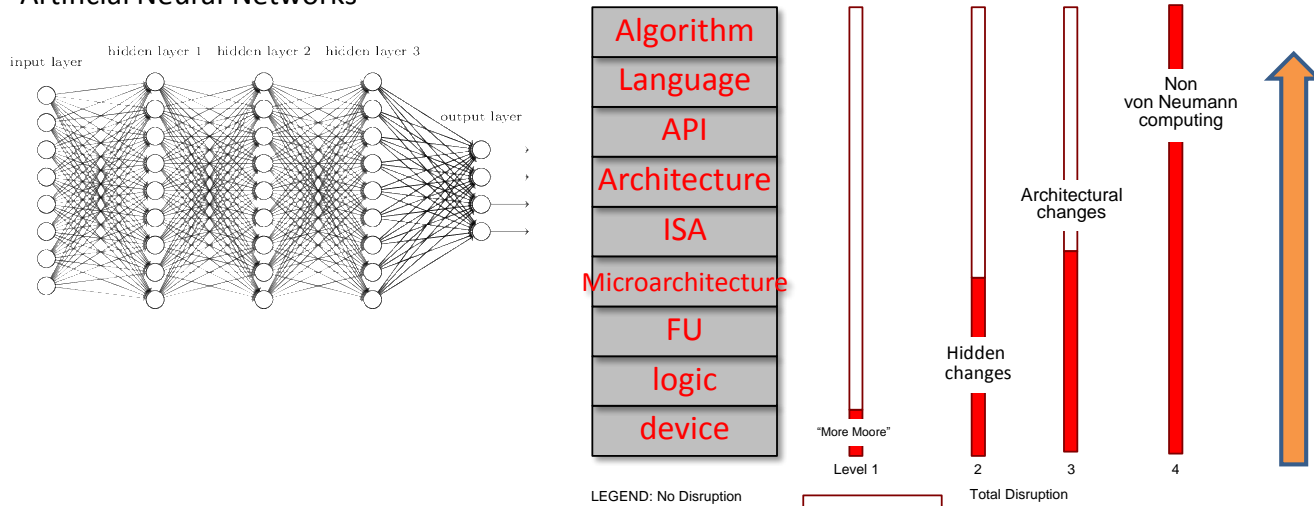 Artificial Neural Networks
hidden layer 1 hidden layer 2 hidden layer 3
input layer
output layer
Algorithm
Language
API
Architecture
ISA
Microarchitecture
FU
logic
device
"More Moore"
Level 1
Hidden
changes
2
Architectural
changes
3
Non
von Neumann
computing
4
LEGEND: No Disruption
Total Disruption